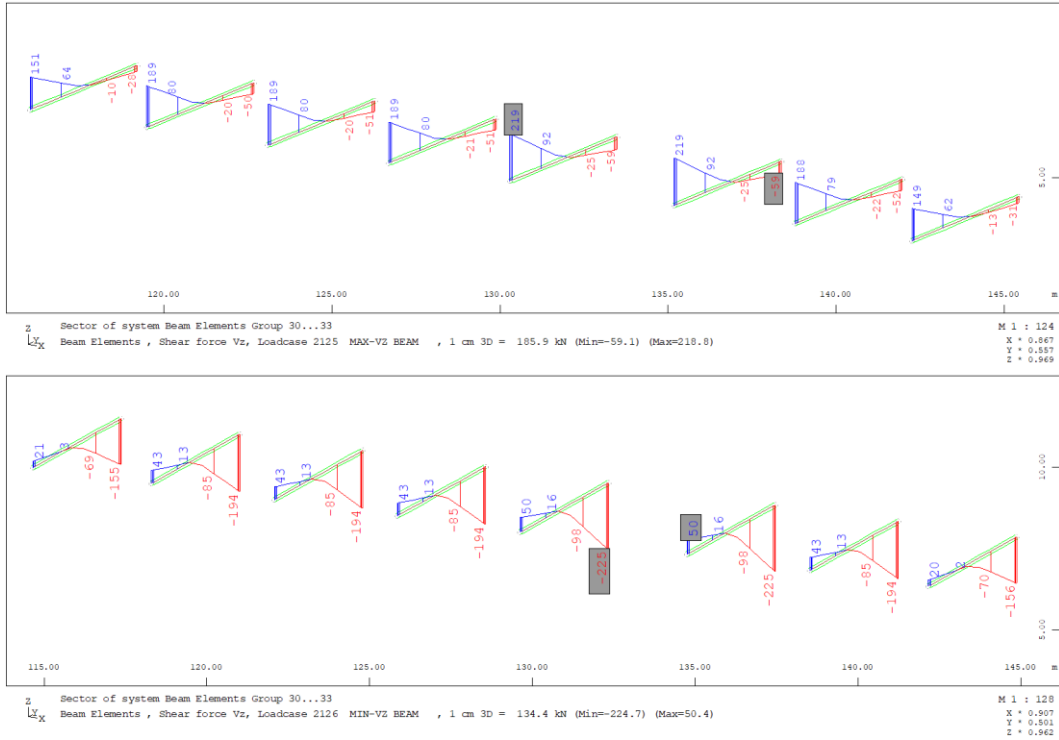 151 64 -10 -28
189 80 -20 -50
189 80 -20 -51
189 80 -21 -51
219 92 -25 -59
219 92 -25 -59
188 79 -22 -52
149 62 -13 -31
5.00
120.00 125.00 130.00 135.00 140.00 145.00 m
Z Y X
Sector of system Beam Elements Group 30...33 M 1 : 124
Beam Elements , Shear force Vz, Loadcase 2125 MAX-VZ BEAM , 1 cm 3D = 185.9 kN (Min=-59.1) (Max=218.8)
X * 0.867
Y * 0.557
Z * 0.969
21 3 -69 -155
43 13 -85 -194
43 13 -85 -194
43 13 -85 -194
50 16 -98 -225
50 16 -98 -225
43 13 -85 -194
20 2 -70 -156
10.00
5.00
115.00 120.00 125.00 130.00 135.00 140.00 145.00 m
Z Y X
Sector of system Beam Elements Group 30...33 M 1 : 128
Beam Elements , Shear force Vz, Loadcase 2126 MIN-VZ BEAM , 1 cm 3D = 134.4 kN (Min=-224.7) (Max=50.4)
X * 0.907
Y * 0.501
Z * 0.962